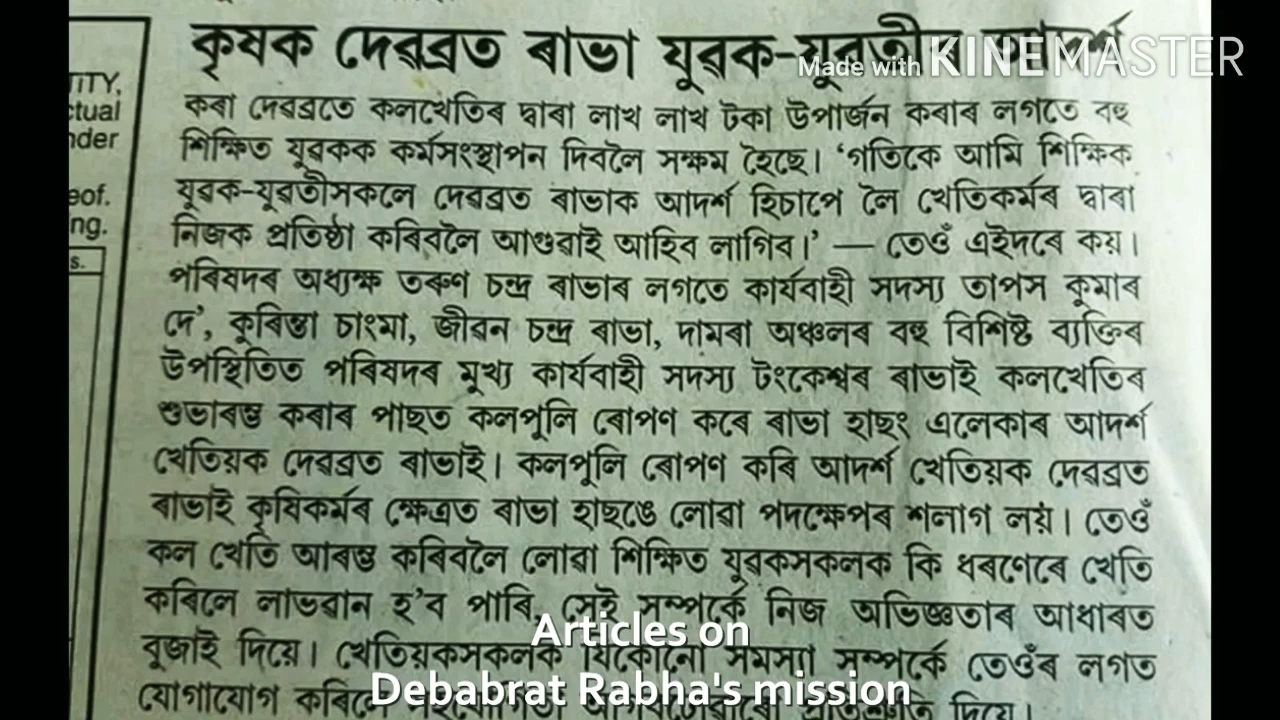 কৃষক দেৱব্ৰত ৰাভা যুৱক-যুৱতীৰ
Made with KINEMASTER
কৰা দেৱব্ৰতে কলখেতিৰ দ্বাৰা লাখ লাখ টকা উপাৰ্জন কৰাৰ লগতে বহু
শিক্ষিত যুৱকক কৰ্মসংস্থাপন দিবলৈ সক্ষম হৈছে। ‘গতিকে আমি শিক্ষিক
যুৱক-যুৱতীসকলে দেৱব্ৰত ৰাভাক আদৰ্শ হিচাপে লৈ খেতিকৰ্মৰ দ্বাৰা
নিজক প্ৰতিষ্ঠা কৰিবলৈ আগুৱাই আহিব লাগিব।’ — তেওঁ এইদৰে কয়।
পৰিষদৰ অধ্যক্ষ তৰুণ চন্দ্ৰ ৰাভাৰ লগতে কাৰ্যবাহী সদস্য তাপস কুমাৰ
দে’, কুৰিন্তা চাংমা, জীৱন চন্দ্ৰ ৰাভা, দামৰা অঞ্চলৰ বহু বিশিষ্ট ব্যক্তিৰ
উপস্থিতিত পৰিষদৰ মুখ্য কাৰ্যবাহী সদস্য টংকেশ্বৰ ৰাভাই কলখেতিৰ
শুভাৰম্ভ কৰাৰ পাছত কলপুলি ৰোপণ কৰে ৰাভা হাছং এলেকাৰ আদৰ্শ
খেতিয়ক দেৱব্ৰত ৰাভাই। কলপুলি ৰোপণ কৰি আদৰ্শ খেতিয়ক দেৱব্ৰত
ৰাভাই কৃষিকৰ্মৰ ক্ষেত্ৰত ৰাভা হাছঙে লোৱা পদক্ষেপৰ শলাগ লয়। তেওঁ
কল খেতি আৰম্ভ কৰিবলৈ লোৱা শিক্ষিত যুৱকসকলক কি ধৰণেৰে খেতি
কৰিলে লাভৱান হ’ব পাৰি, সেই সম্পৰ্কে নিজ অভিজ্ঞতাৰ আধাৰত
বুজাই দিয়ে। খেতিয়কসকলক যিকোনো সমস্যা সম্পৰ্কে তেওঁৰ লগত
যোগাযোগ কৰিলে দিয়ে।
Articles on
Debabrat Rabha's mission
TITY,
ctual
nder
eof.
ng.
s.